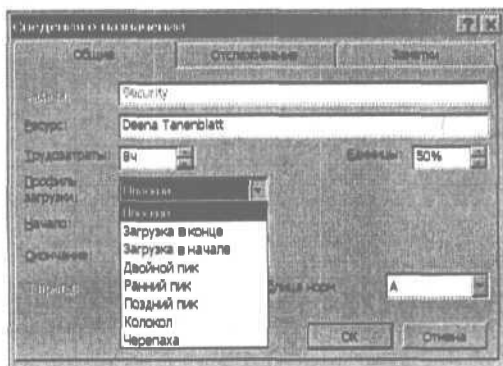 Сведения о назначении
Общие Отслеживание Заметки
Задача: Security
Ресурс: Deena Tanenblatt
Трудозатраты: 8ч Единицы: 50%
Профиль загрузки: Плоский
Плоский
Начало:
Загрузка в конце
Загрузка в начале
Окончание:
Двойной пик
Ранний пик
блица норм A
Поздний пик
Колокол
Черепаха
OK Отмена